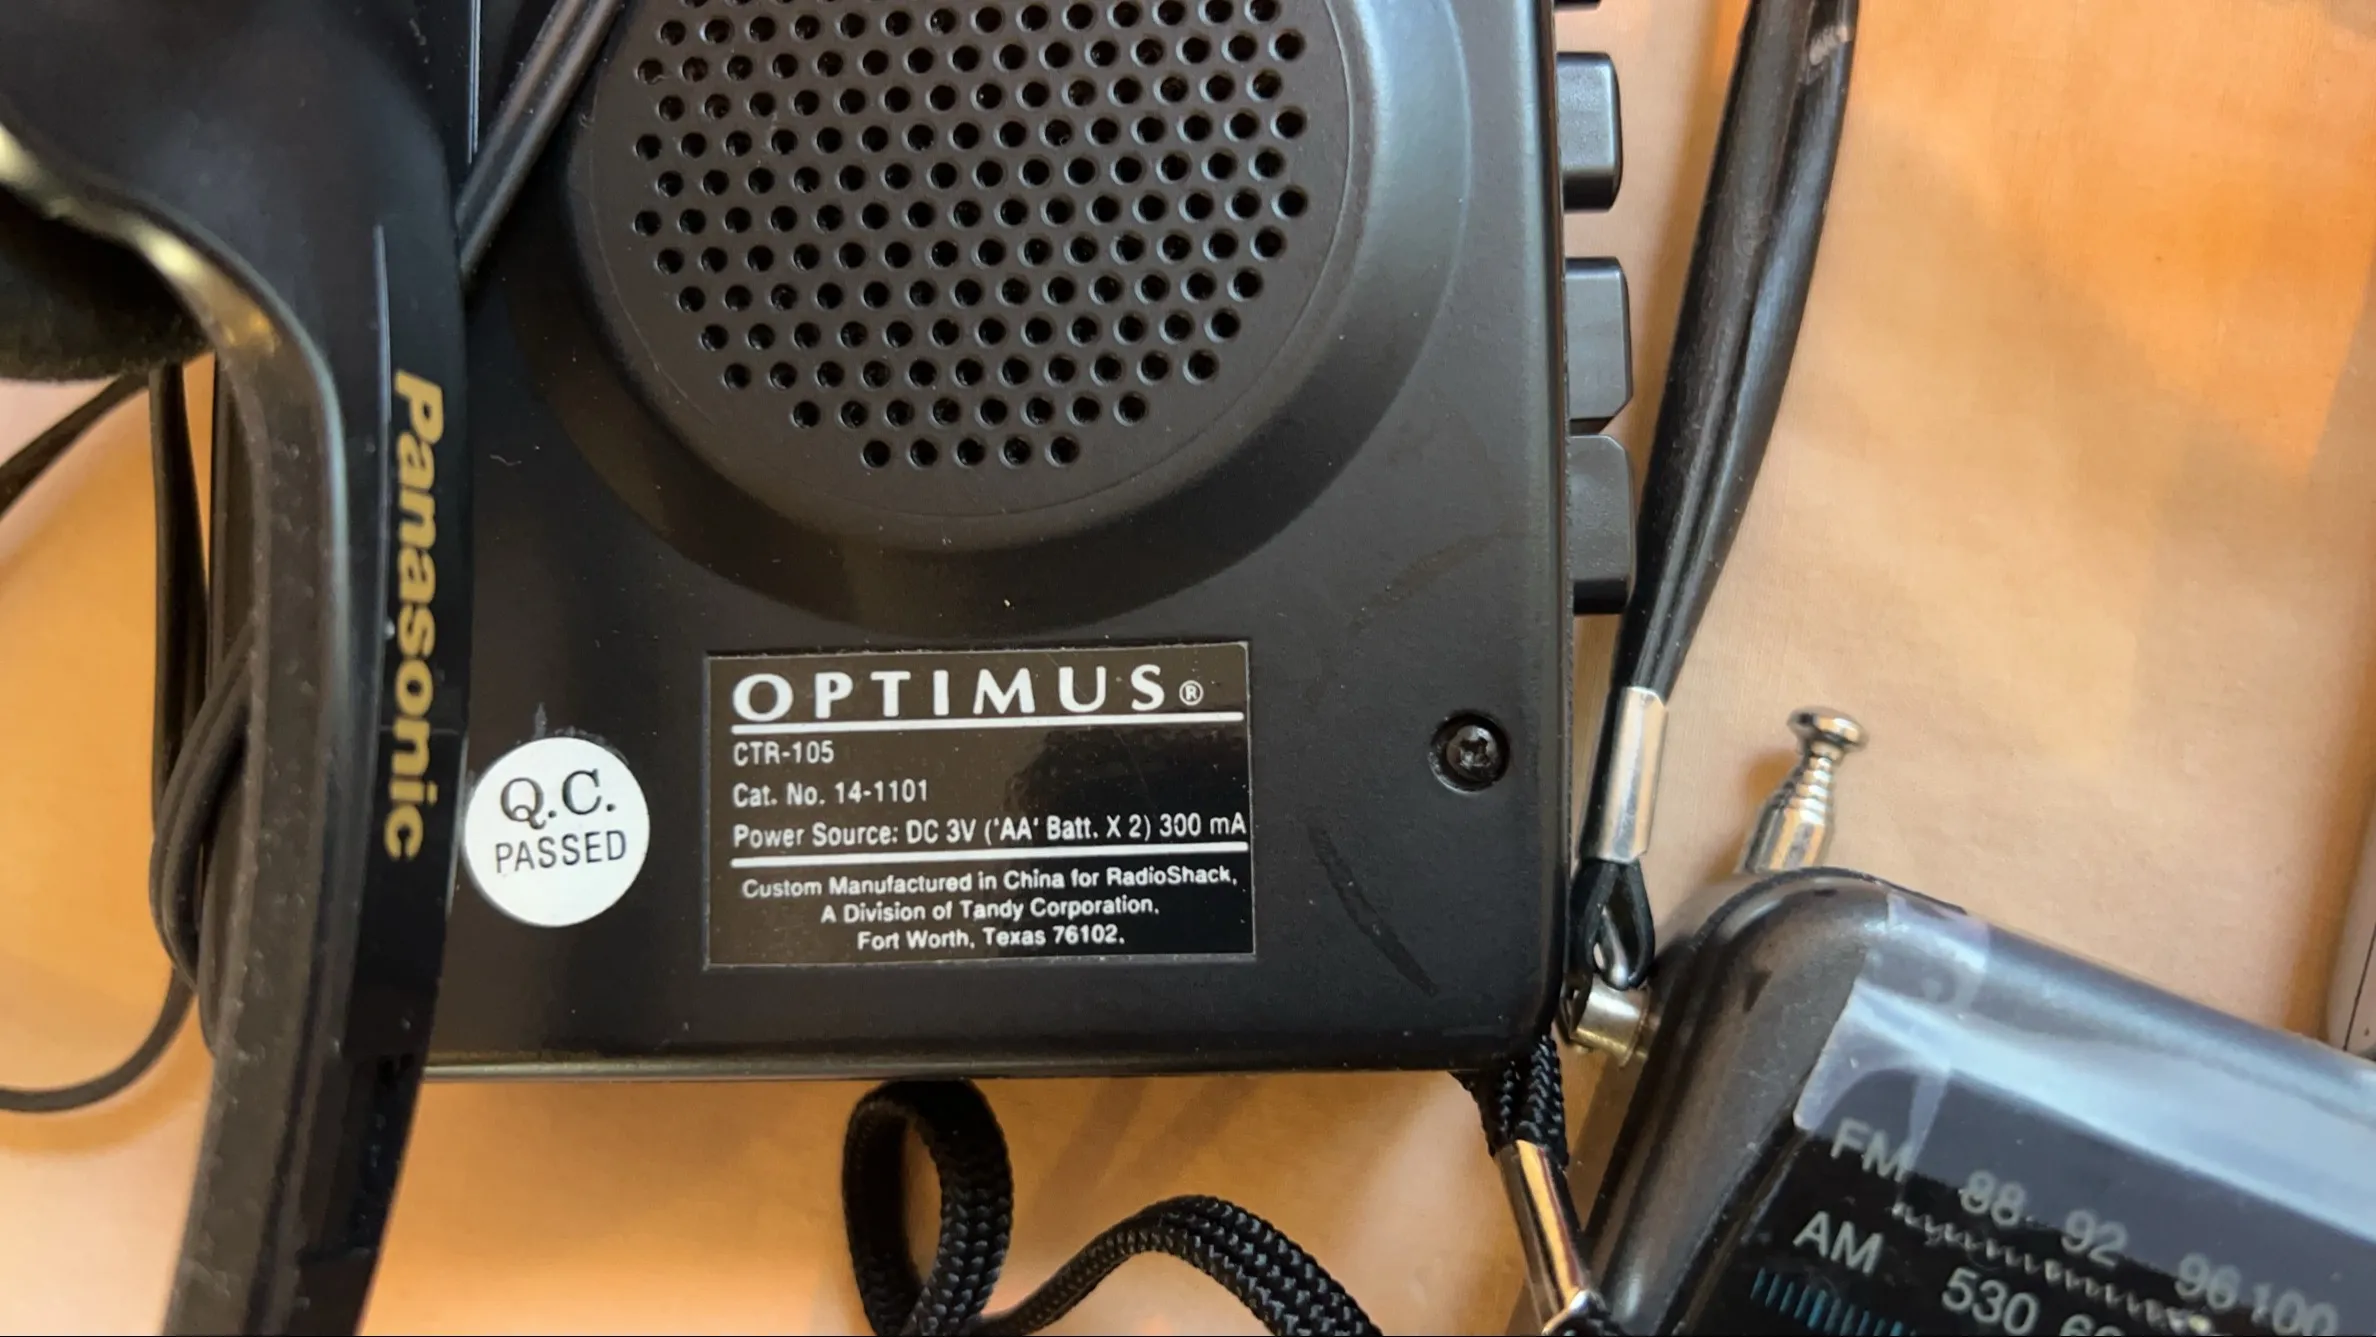 Panasonic
OPTIMUS®
CTR-105
Cat. No. 14-1101
Power Source: DC 3V ('AA' Batt. X 2) 300 mA
Custom Manufactured in China for RadioShack,
A Division of Tandy Corporation,
Fort Worth, Texas 76102.
Q.C.
PASSED
FM 88 92 96 100
AM 530